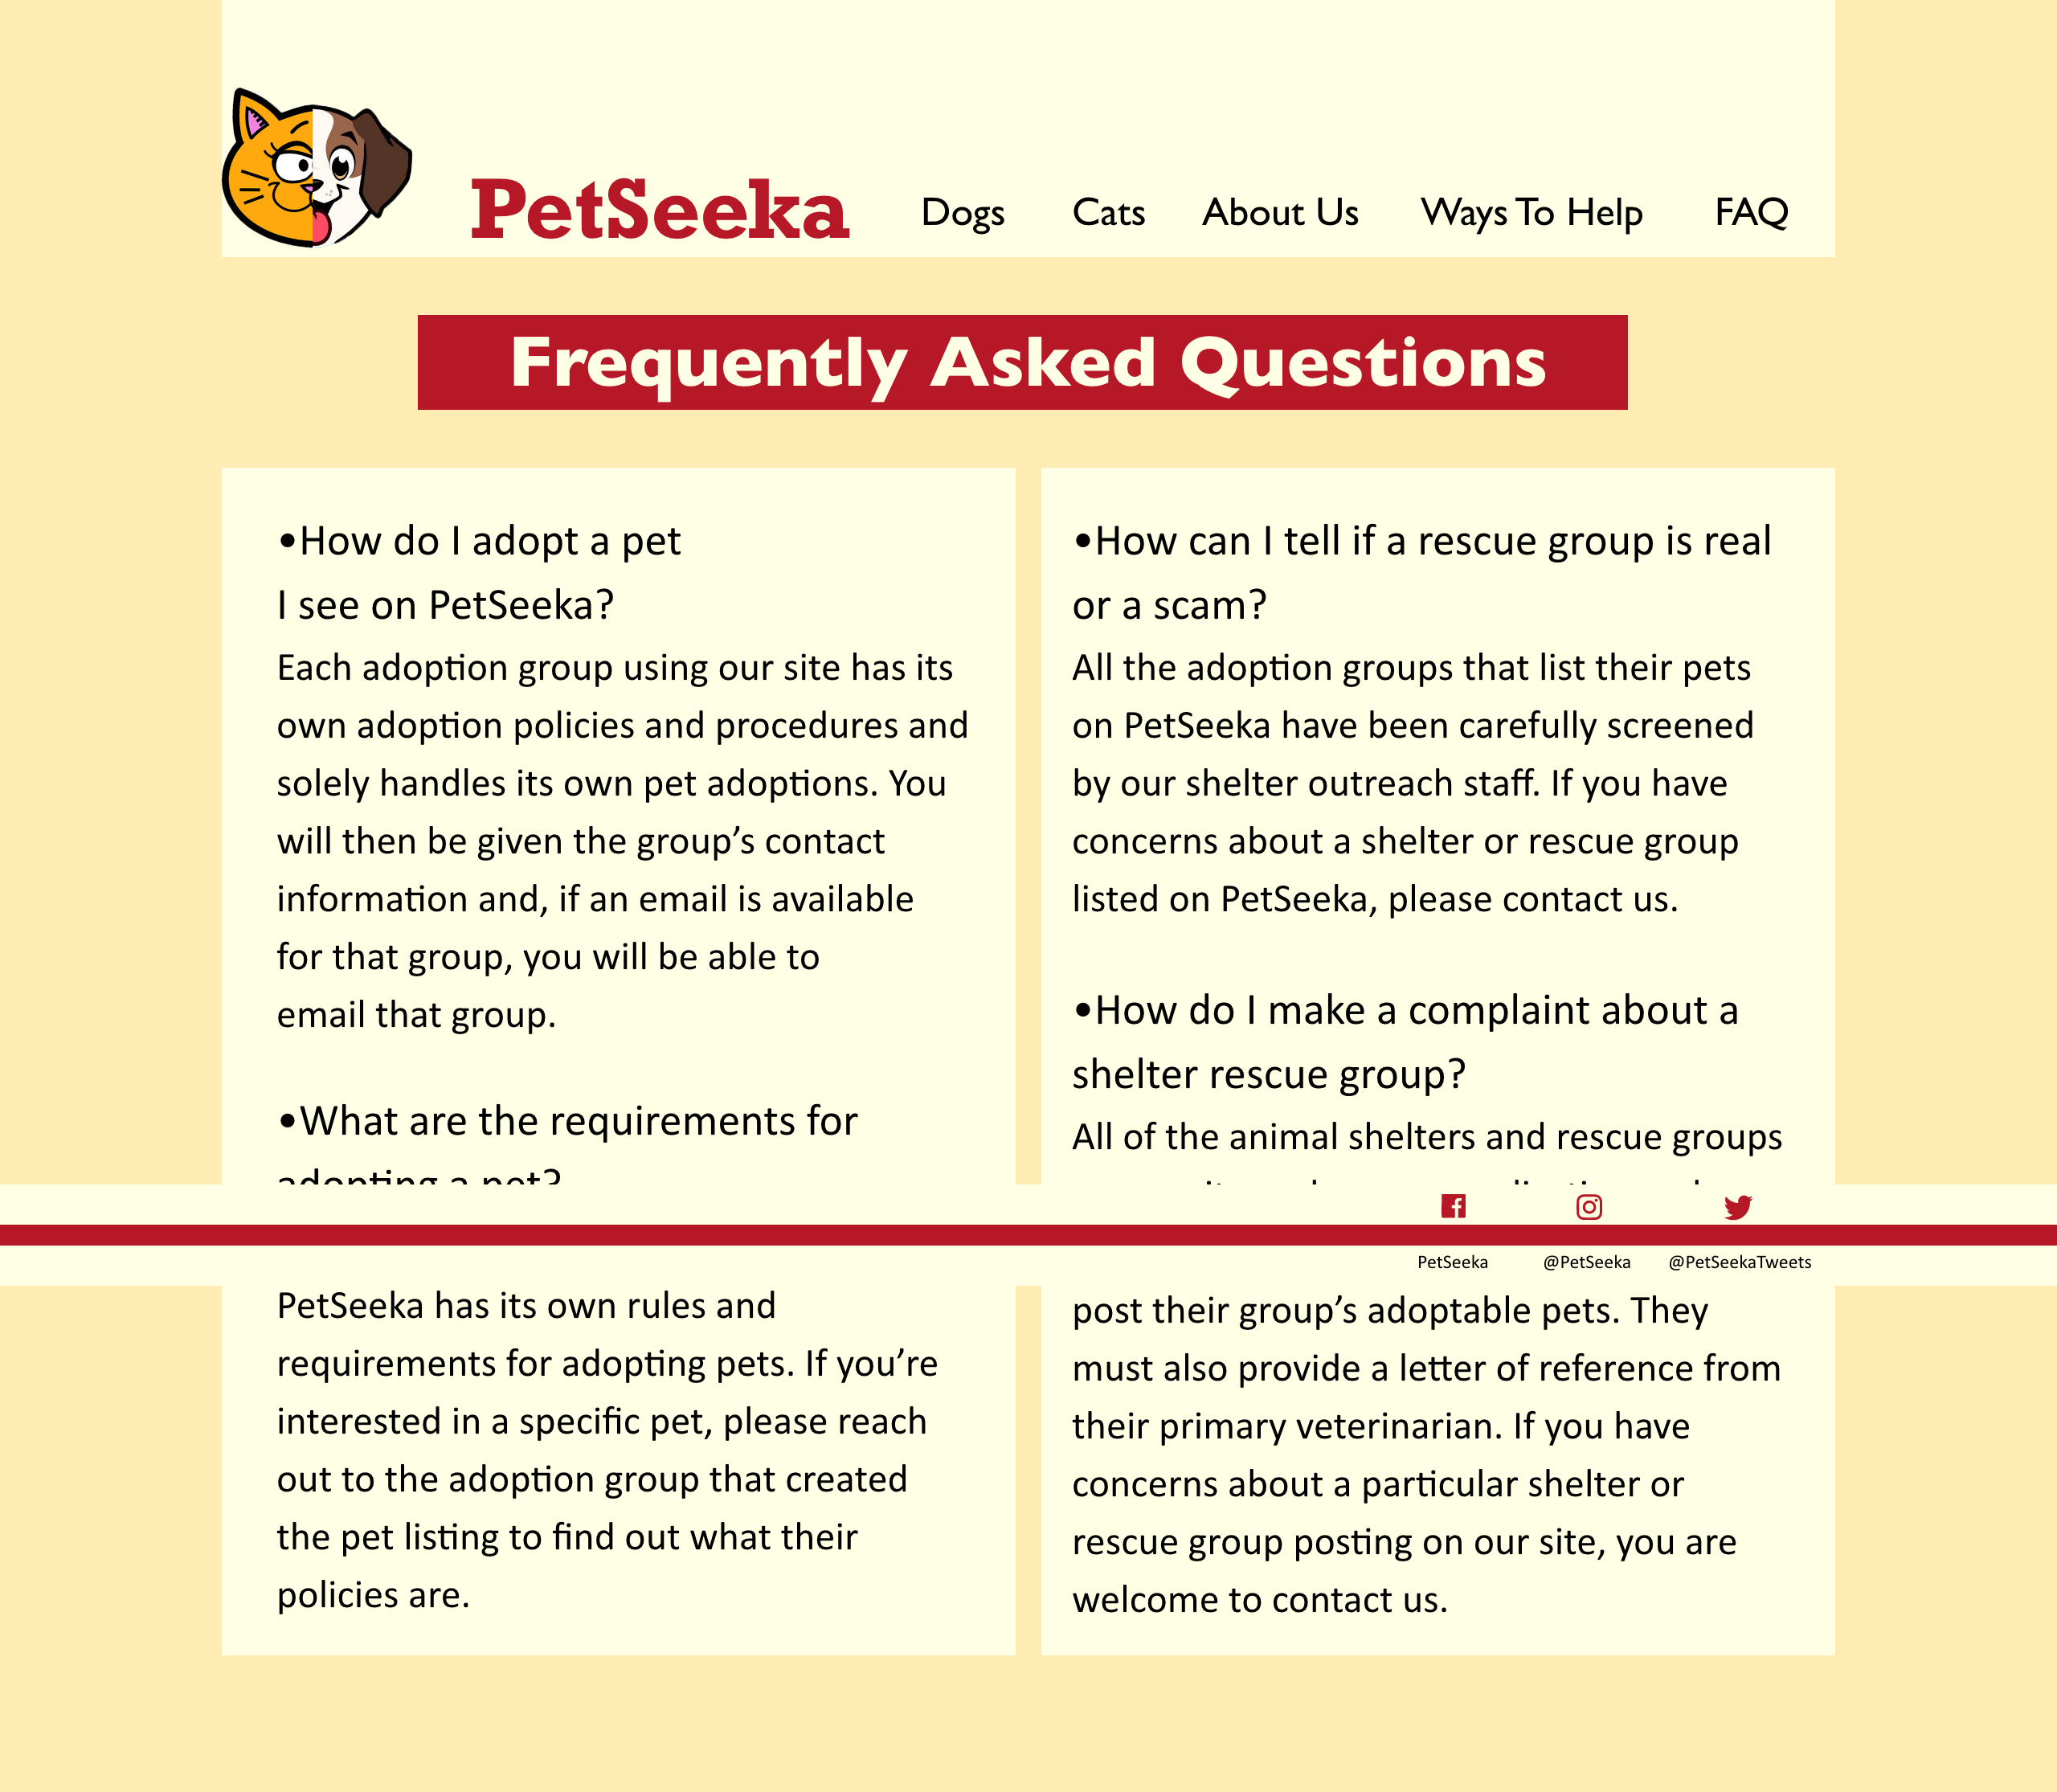 PetSeeka
Dogs
Cats
About Us
Ways To Help
FAQ
Frequently Asked Questions
•How do I adopt a pet
I see on PetSeeka?
Each adoption group using our site has its
own adoption policies and procedures and
solely handles its own pet adoptions. You
will then be given the group’s contact
information and, if an email is available
for that group, you will be able to
email that group.
•What are the requirements for
adopting a pet?
PetSeeka has its own rules and
requirements for adopting pets. If you’re
interested in a specific pet, please reach
out to the adoption group that created
the pet listing to find out what their
policies are.
•How can I tell if a rescue group is real
or a scam?
All the adoption groups that list their pets
on PetSeeka have been carefully screened
by our shelter outreach staff. If you have
concerns about a shelter or rescue group
listed on PetSeeka, please contact us.
•How do I make a complaint about a
shelter rescue group?
All of the animal shelters and rescue groups
post their group’s adoptable pets. They
must also provide a letter of reference from
their primary veterinarian. If you have
concerns about a particular shelter or
rescue group posting on our site, you are
welcome to contact us.
PetSeeka
@PetSeeka
@PetSeekaTweets